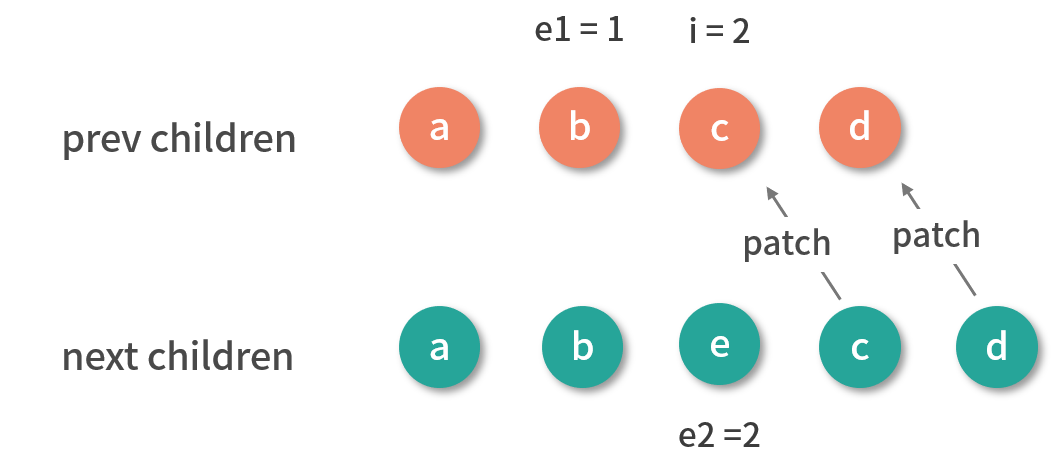 e1 = 1 i = 2
prev children a b c d
patch patch
next children a b e c d
e2 =2